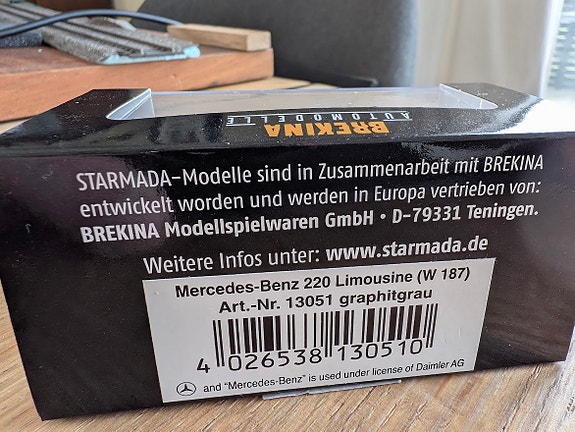 BREKINA
AUTOMODELLE
STARMADA-Modelle sind in Zusammenarbeit mit BREKINA
entwickelt worden und werden in Europa vertrieben von:
BREKINA Modellspielwaren GmbH • D-79331 Teningen.
Weitere Infos unter: www.starmada.de
Mercedes-Benz 220 Limousine (W 187)
Art.-Nr. 13051 graphitgrau
4 026538 130510
and "Mercedes-Benz" is used under license of Daimler AG